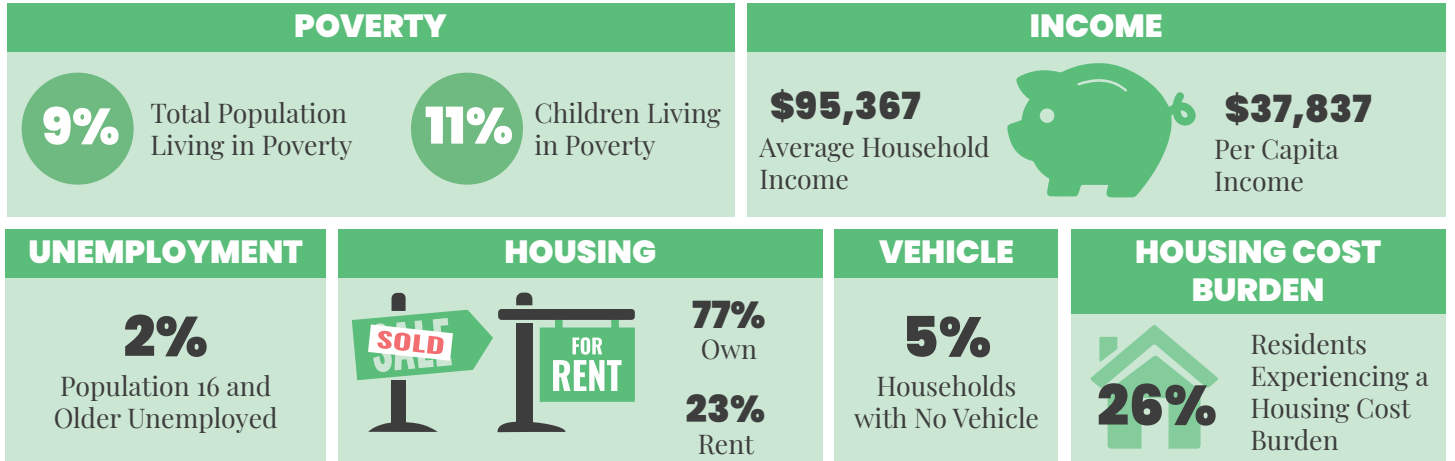 POVERTY
9%
Total Population
Living in Poverty
11%
Children Living
in Poverty
INCOME
$95,367
Average Household
Income
$37,837
Per Capita
Income
UNEMPLOYMENT
2%
Population 16 and
Older Unemployed
HOUSING
SALE
SOLD
FOR
RENT
77%
Own
23%
Rent
VEHICLE
5%
Households
with No Vehicle
HOUSING COST
BURDEN
26%
Residents
Experiencing a
Housing Cost
Burden